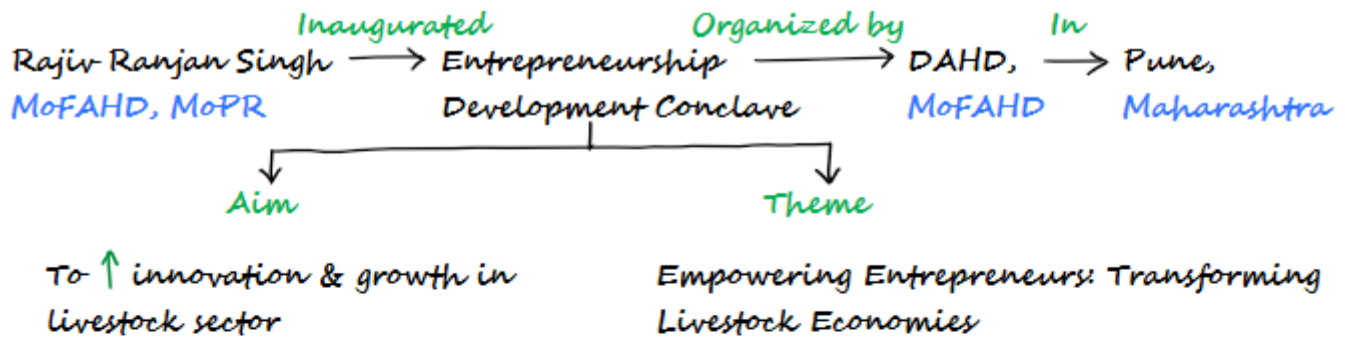 Inaugurated Organized by In
Rajiv Ranjan Singh → Entrepreneurship → DAHD, → Pune,
MoFAHD, MoPR Development Conclave MoFAHD Maharashtra
Aim Theme
To ↑ innovation & growth in Empowering Entrepreneurs: Transforming
livestock sector Livestock Economies